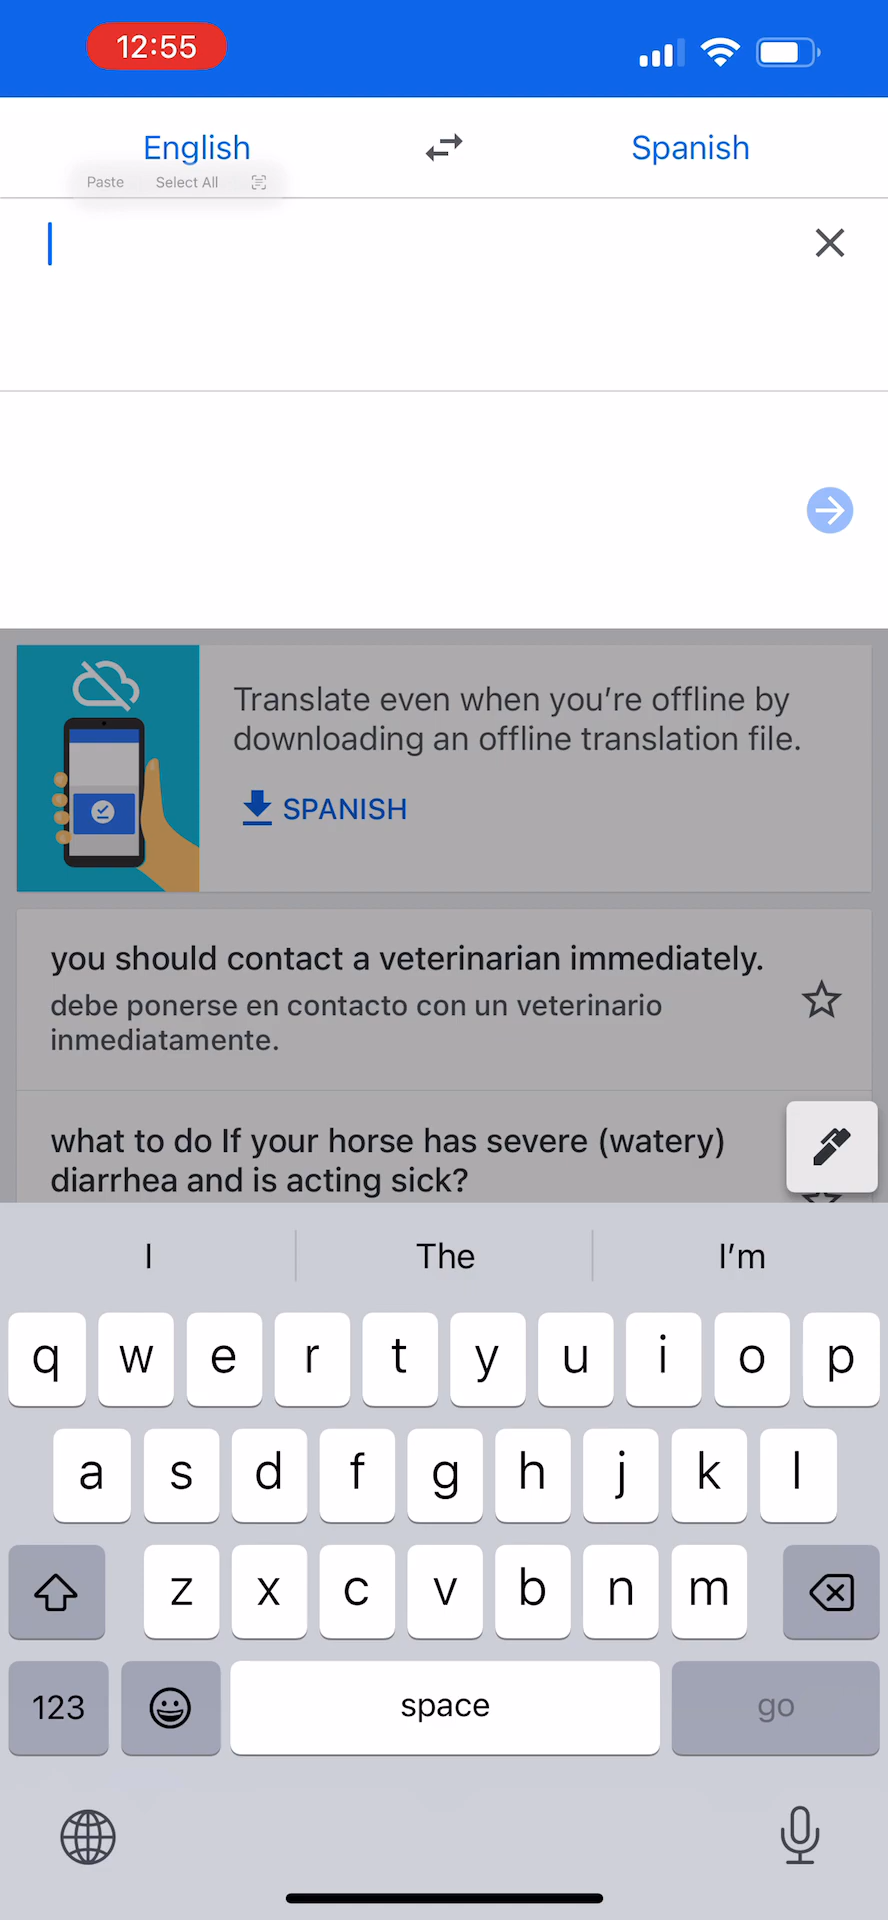 12:55
English
Spanish
Paste
Select All
Translate even when you're offline by
downloading an offline translation file.
SPANISH
you should contact a veterinarian immediately.
debe ponerse en contacto con un veterinario
inmediatamente.
what to do If your horse has severe (watery)
diarrhea and is acting sick?
I
The
I'm
q w e r t y u i o p
a s d f g h j k l
z x c v b n m
123
space
go